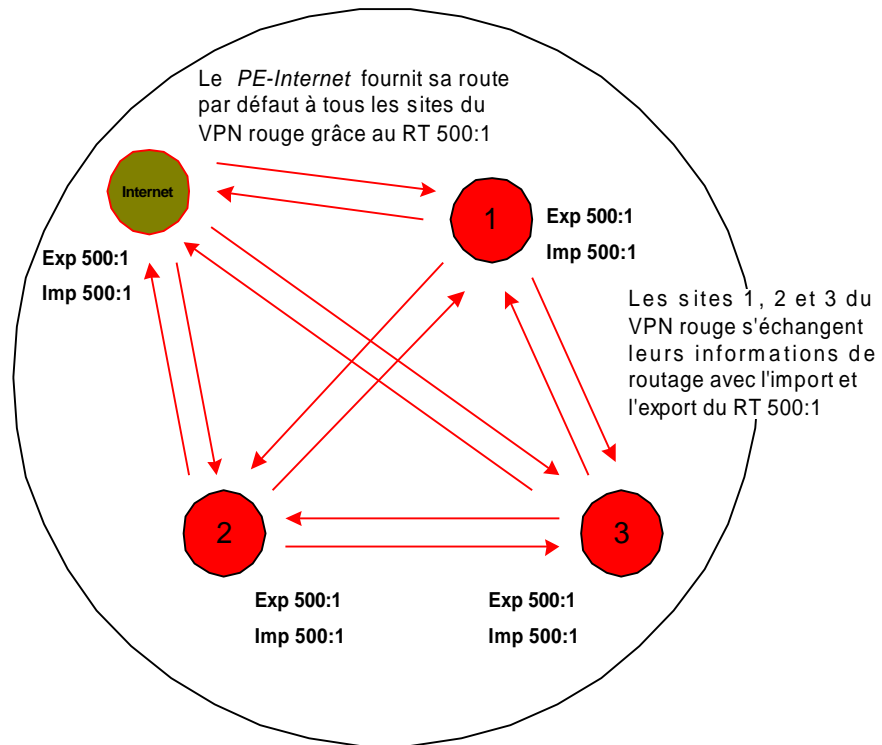 Le PE-Internet fournit sa route
par défaut à tous les sites du
VPN rouge grâce au RT 500:1
Internet
1
Exp 500:1
Imp 500:1
Exp 500:1
Imp 500:1
Les sites 1, 2 et 3 du
VPN rouge s'échangent
leurs informations de
routage avec l'import et
l'export du RT 500:1
2
3
Exp 500:1
Imp 500:1
Exp 500:1
Imp 500:1